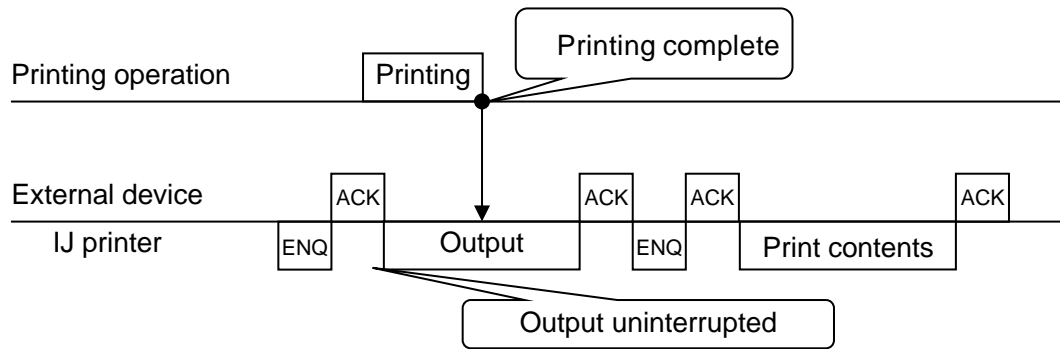 Printing complete
Printing operation
Printing
External device
ACK
ACK
ACK
ACK
IJ printer
ENQ
Output
ENQ
Print contents
Output uninterrupted